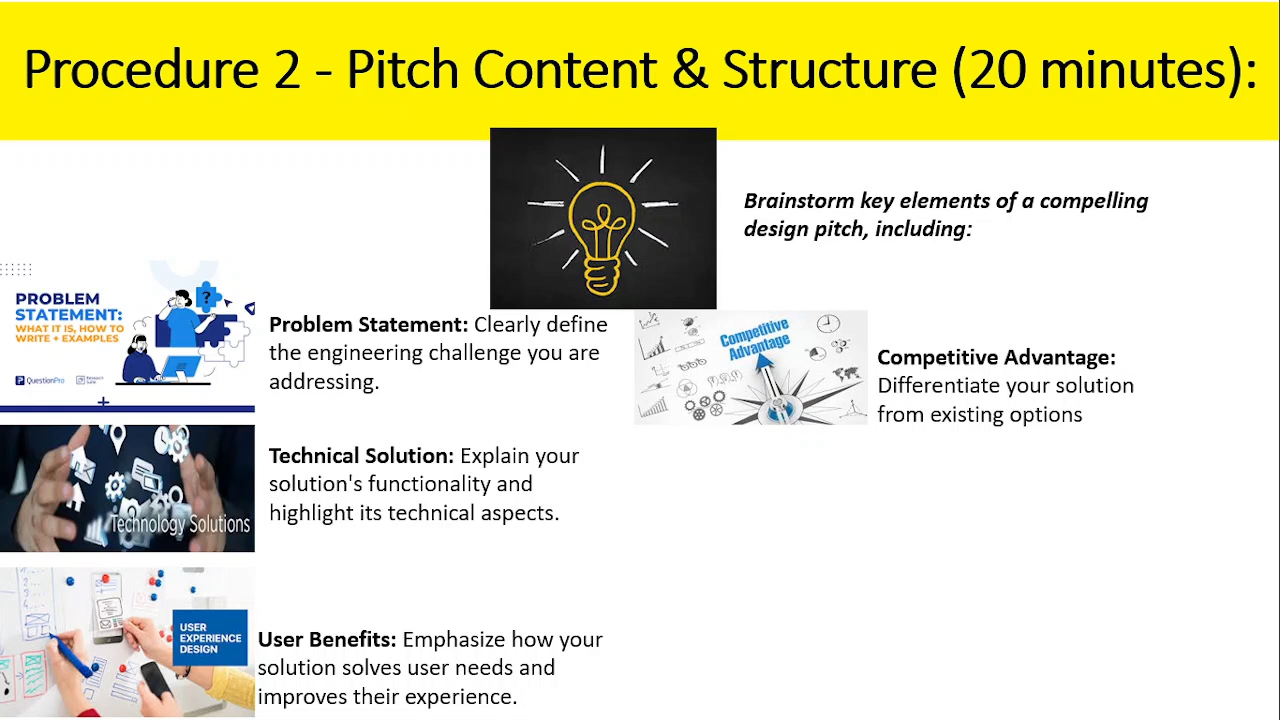 Procedure 2 - Pitch Content & Structure (20 minutes):
Brainstorm key elements of a compelling
design pitch, including:
PROBLEM
STATEMENT:
WHAT IT IS, HOW TO
WRITE + EXAMPLES
QuestionPro
Problem Statement: Clearly define
the engineering challenge you are
addressing.
Competitive
Advantage
Competitive Advantage:
Differentiate your solution
from existing options
Technology Solutions
Technical Solution: Explain your
solution's functionality and
highlight its technical aspects.
USER
EXPERIENCE
DESIGN
User Benefits: Emphasize how your
solution solves user needs and
improves their experience.